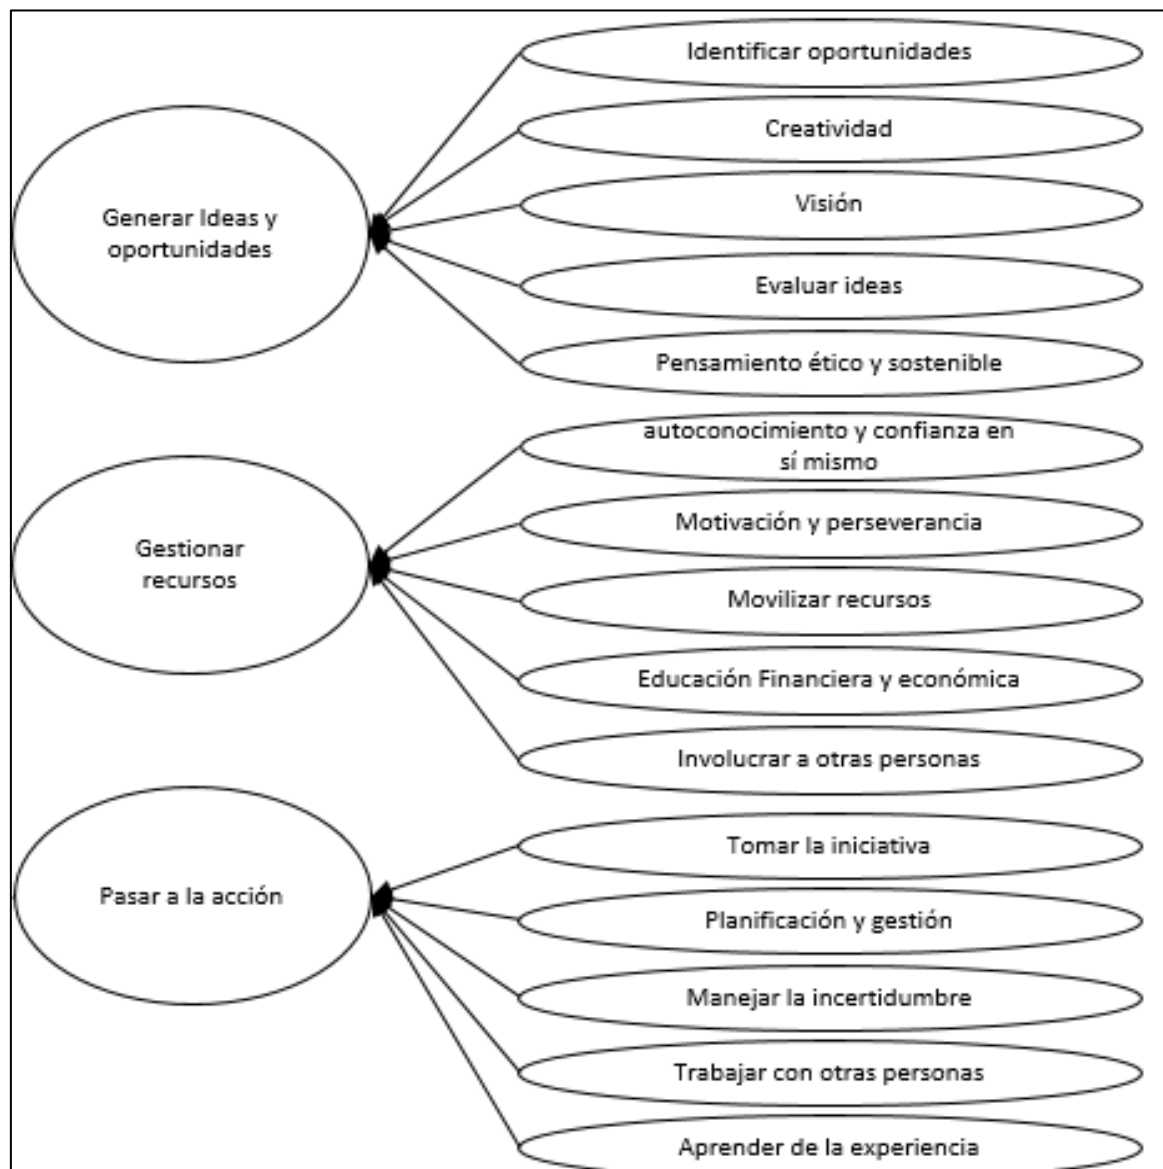 Generar Ideas y
oportunidades
Identificar oportunidades
Creatividad
Visión
Evaluar ideas
Pensamiento ético y sostenible
Gestionar
recursos
autoconocimiento y confianza en
sí mismo
Motivación y perseverancia
Movilizar recursos
Educación Financiera y económica
Involucrar a otras personas
Pasar a la acción
Tomar la iniciativa
Planificación y gestión
Manejar la incertidumbre
Trabajar con otras personas
Aprender de la experiencia